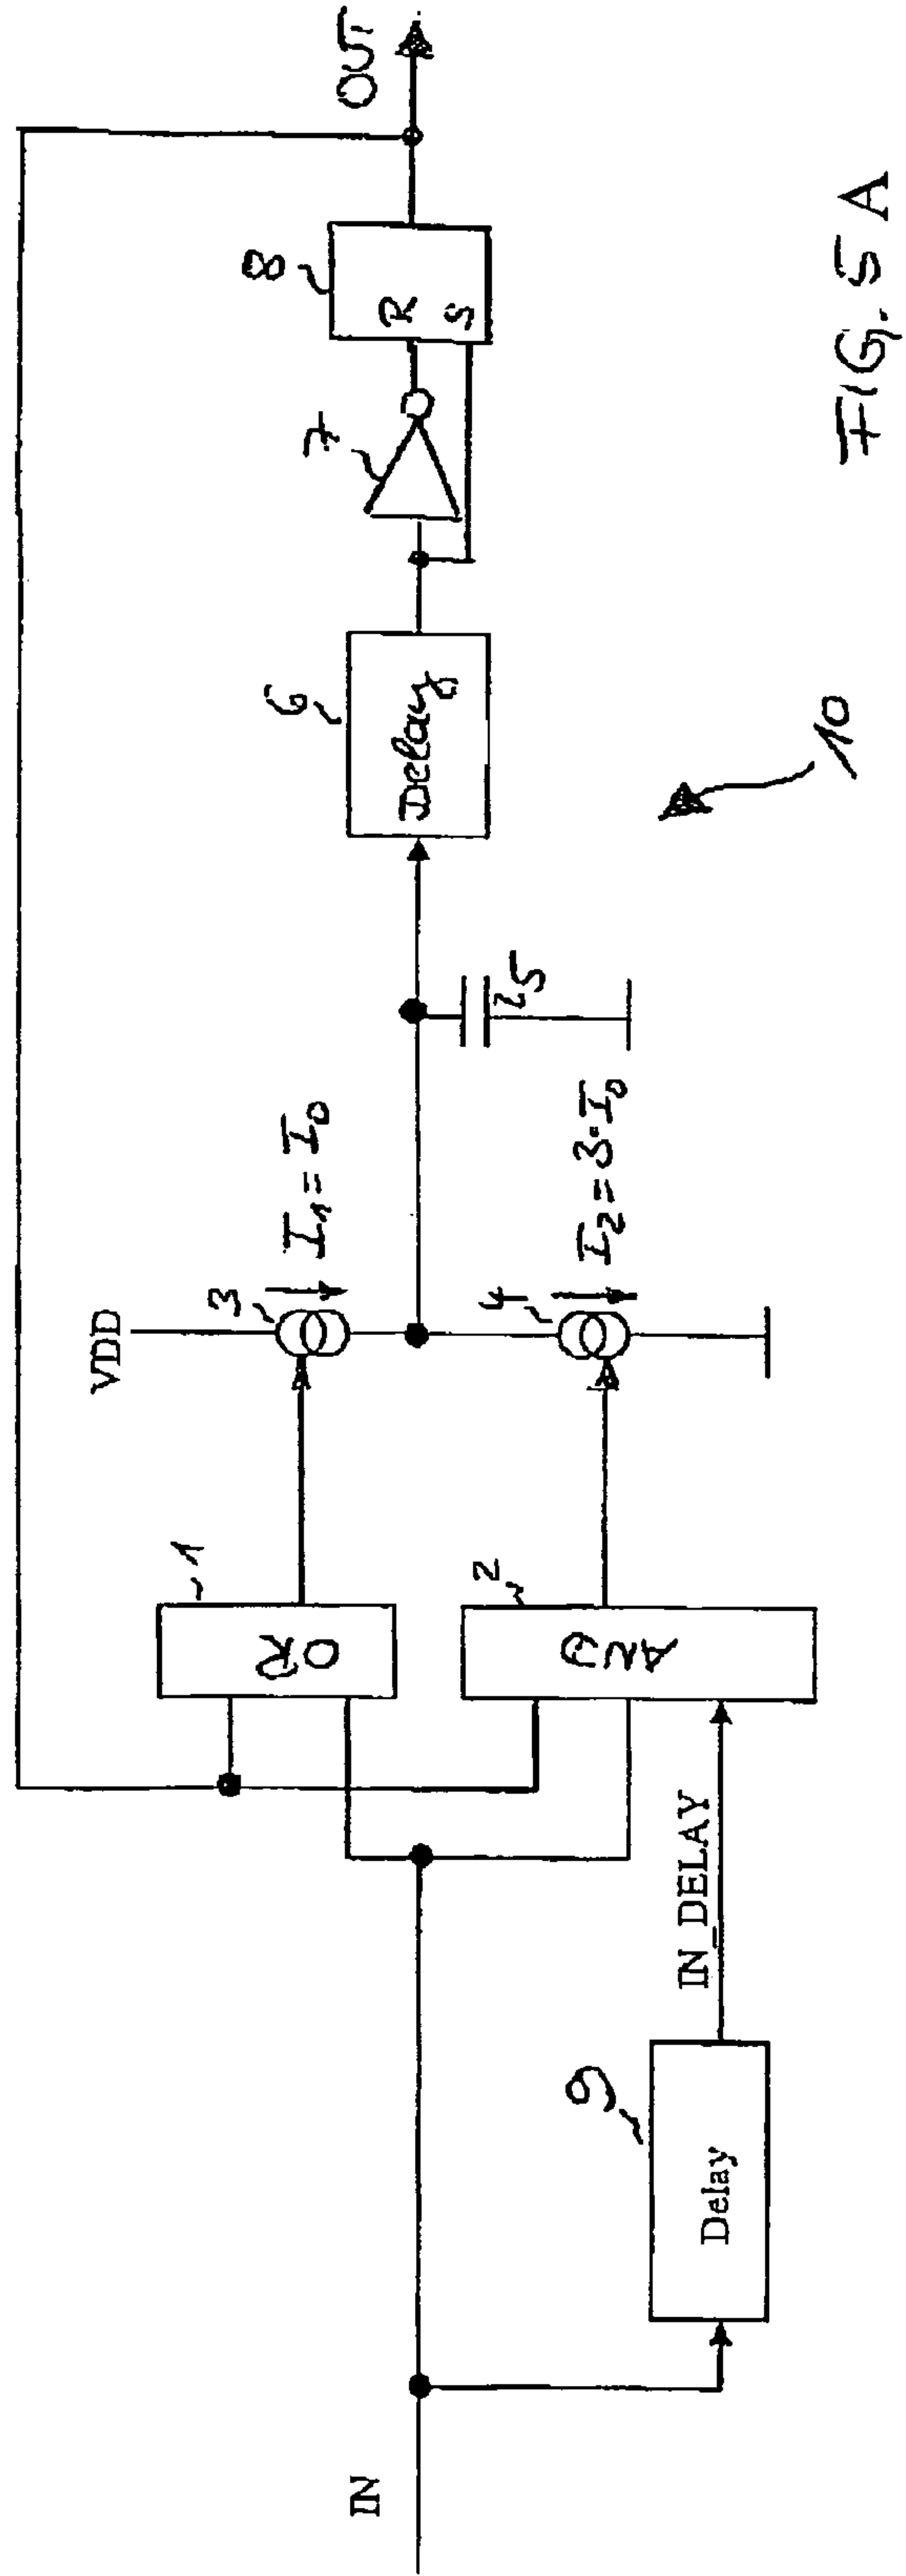 IN
Delay
9
IN_DELAY
OR
1
AND
2
VDD
3
I₁ = I₀
4
I₂ = 3·I₀
5
Delay
6
7
R
S
8
OUT
10
FIG. 5 A